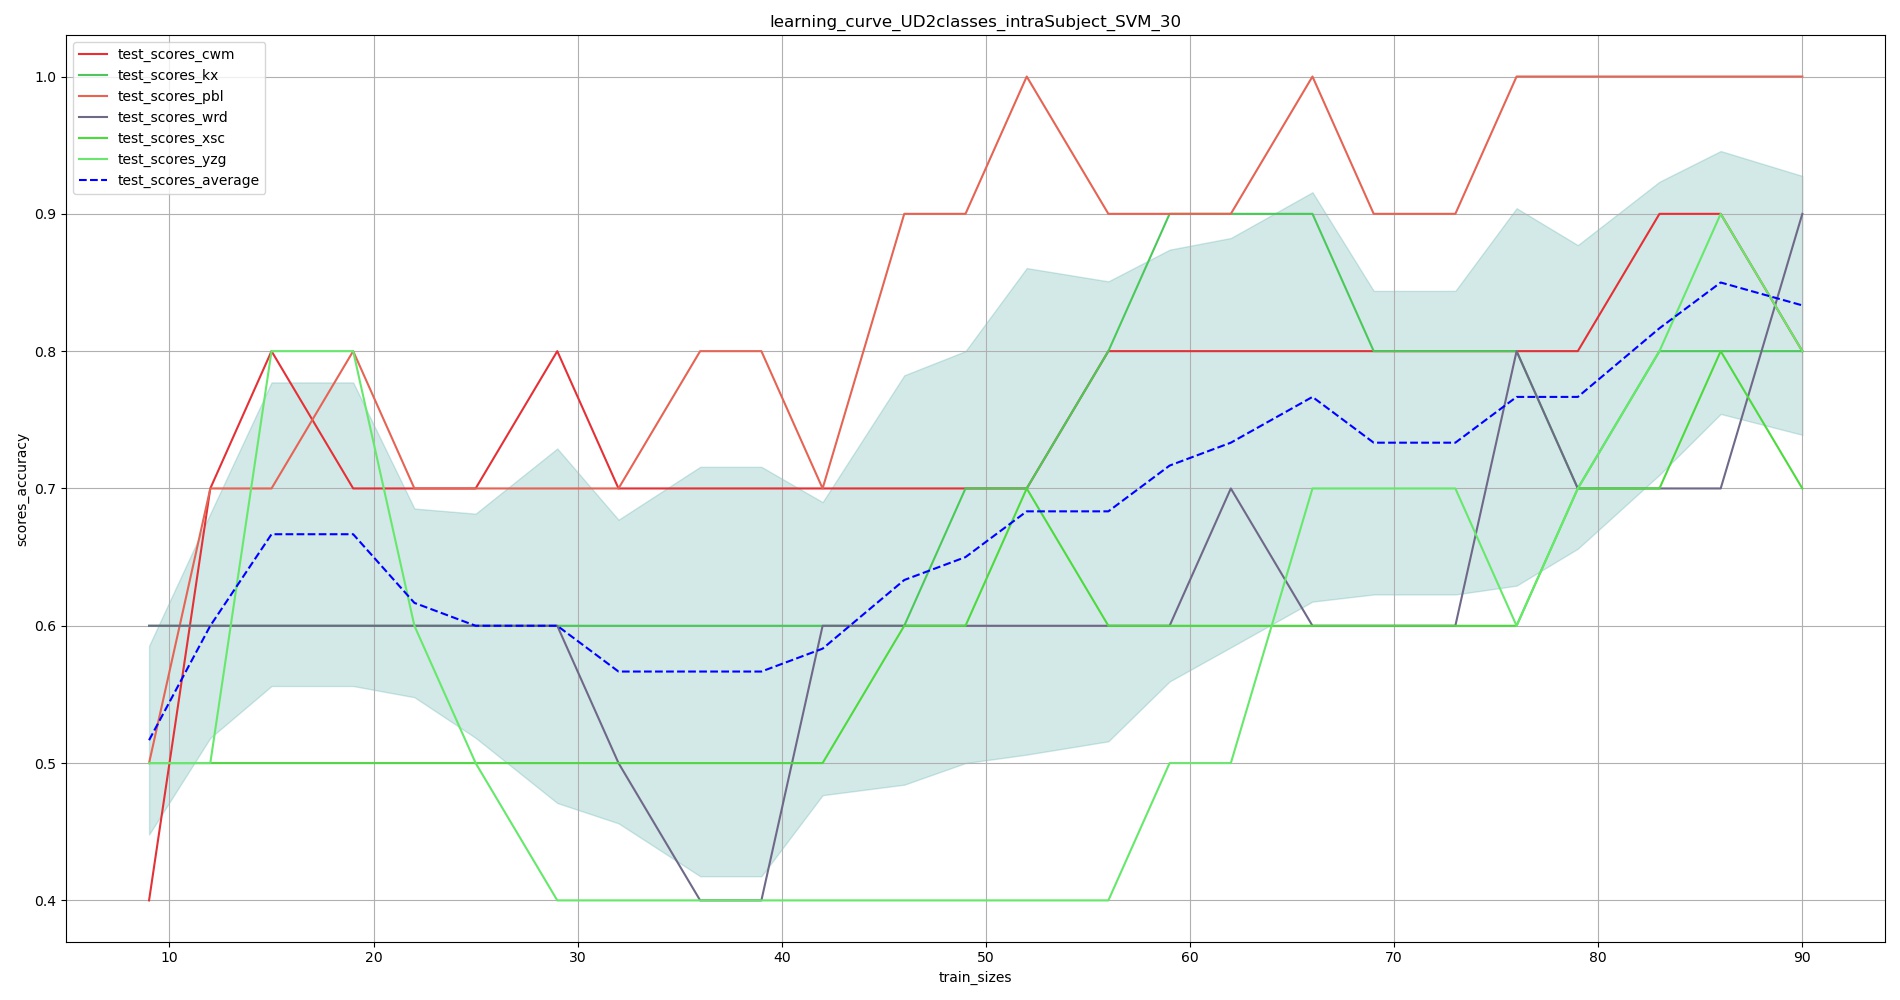 learning_curve_UD2classes_intraSubject_SVM_30
test_scores_cwm
test_scores_kx
test_scores_pbl
test_scores_wrd
test_scores_xsc
test_scores_yzg
test_scores_average
1.0
0.9
0.8
0.7
0.6
0.5
0.4
scores_accuracy
10 20 30 40 50 60 70 80 90
train_sizes